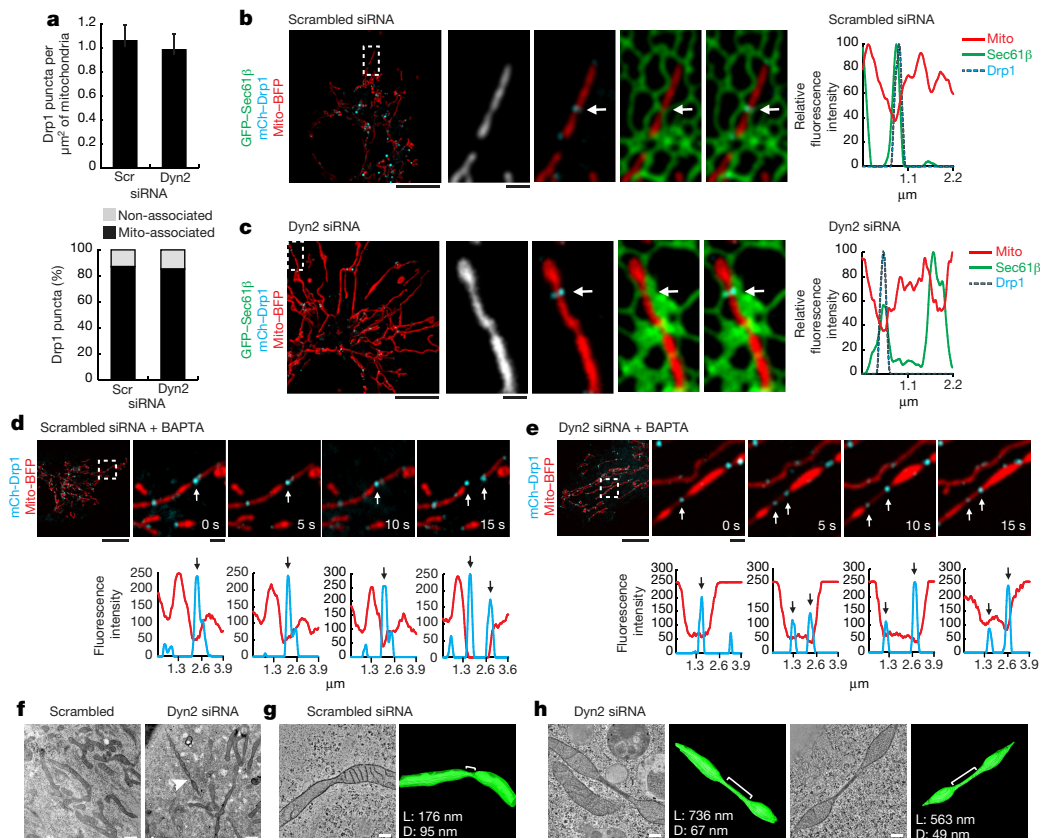 a
Drp1 puncta per
µm² of mitochondria
1.2
1.0
0.8
0.6
0.4
0.2
0
Scr
Dyn2
siRNA
Non-associated
Mito-associated
Drp1 puncta (%)
100
80
60
40
20
0
Scr
Dyn2
siRNA
b
Scrambled siRNA
GFP–Sec61β
mCh–Drp1
Mito–BFP
Scrambled siRNA
Relative
fluorescence
intensity
100
80
60
40
20
0
1.1
2.2
µm
Mito
Sec61β
Drp1
c
Dyn2 siRNA
GFP–Sec61β
mCh–Drp1
Mito–BFP
Dyn2 siRNA
Relative
fluorescence
intensity
100
80
60
40
20
0
1.1
2.2
µm
Mito
Sec61β
Drp1
d
Scrambled siRNA + BAPTA
mCh–Drp1
Mito–BFP
0 s
5 s
10 s
15 s
Fluorescence
intensity
250
200
150
100
50
0
1.3 2.6 3.9
250
200
150
100
50
0
1.3 2.6 3.9
300
250
200
150
100
50
0
1.3 2.6 3.9
250
200
150
100
50
0
1.3 2.6 3.6
µm
e
Dyn2 siRNA + BAPTA
mCh–Drp1
Mito–BFP
0 s
5 s
10 s
15 s
Fluorescence
intensity
300
250
200
150
100
50
0
1.3 2.6 3.9
300
250
200
150
100
50
0
1.3 2.6 3.9
300
250
200
150
100
50
0
1.3 2.6 3.9
300
250
200
150
100
50
0
1.3 2.6 3.9
µm
f
Scrambled
Dyn2 siRNA
g
Scrambled siRNA
L: 176 nm
D: 95 nm
h
Dyn2 siRNA
L: 736 nm
D: 67 nm
L: 563 nm
D: 49 nm